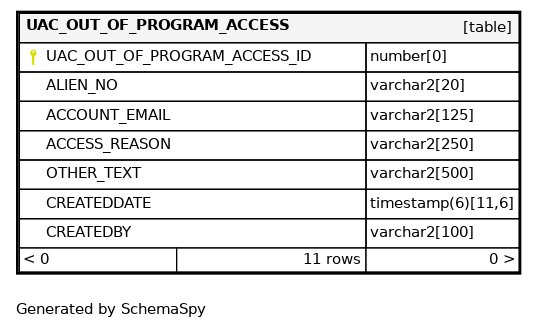 UAC_OUT_OF_PROGRAM_ACCESS [table]
UAC_OUT_OF_PROGRAM_ACCESS_ID number[0]
ALIEN_NO varchar2[20]
ACCOUNT_EMAIL varchar2[125]
ACCESS_REASON varchar2[250]
OTHER_TEXT varchar2[500]
CREATEDDATE timestamp(6)[11,6]
CREATEDBY varchar2[100]
< 0 11 rows 0 >
Generated by SchemaSpy